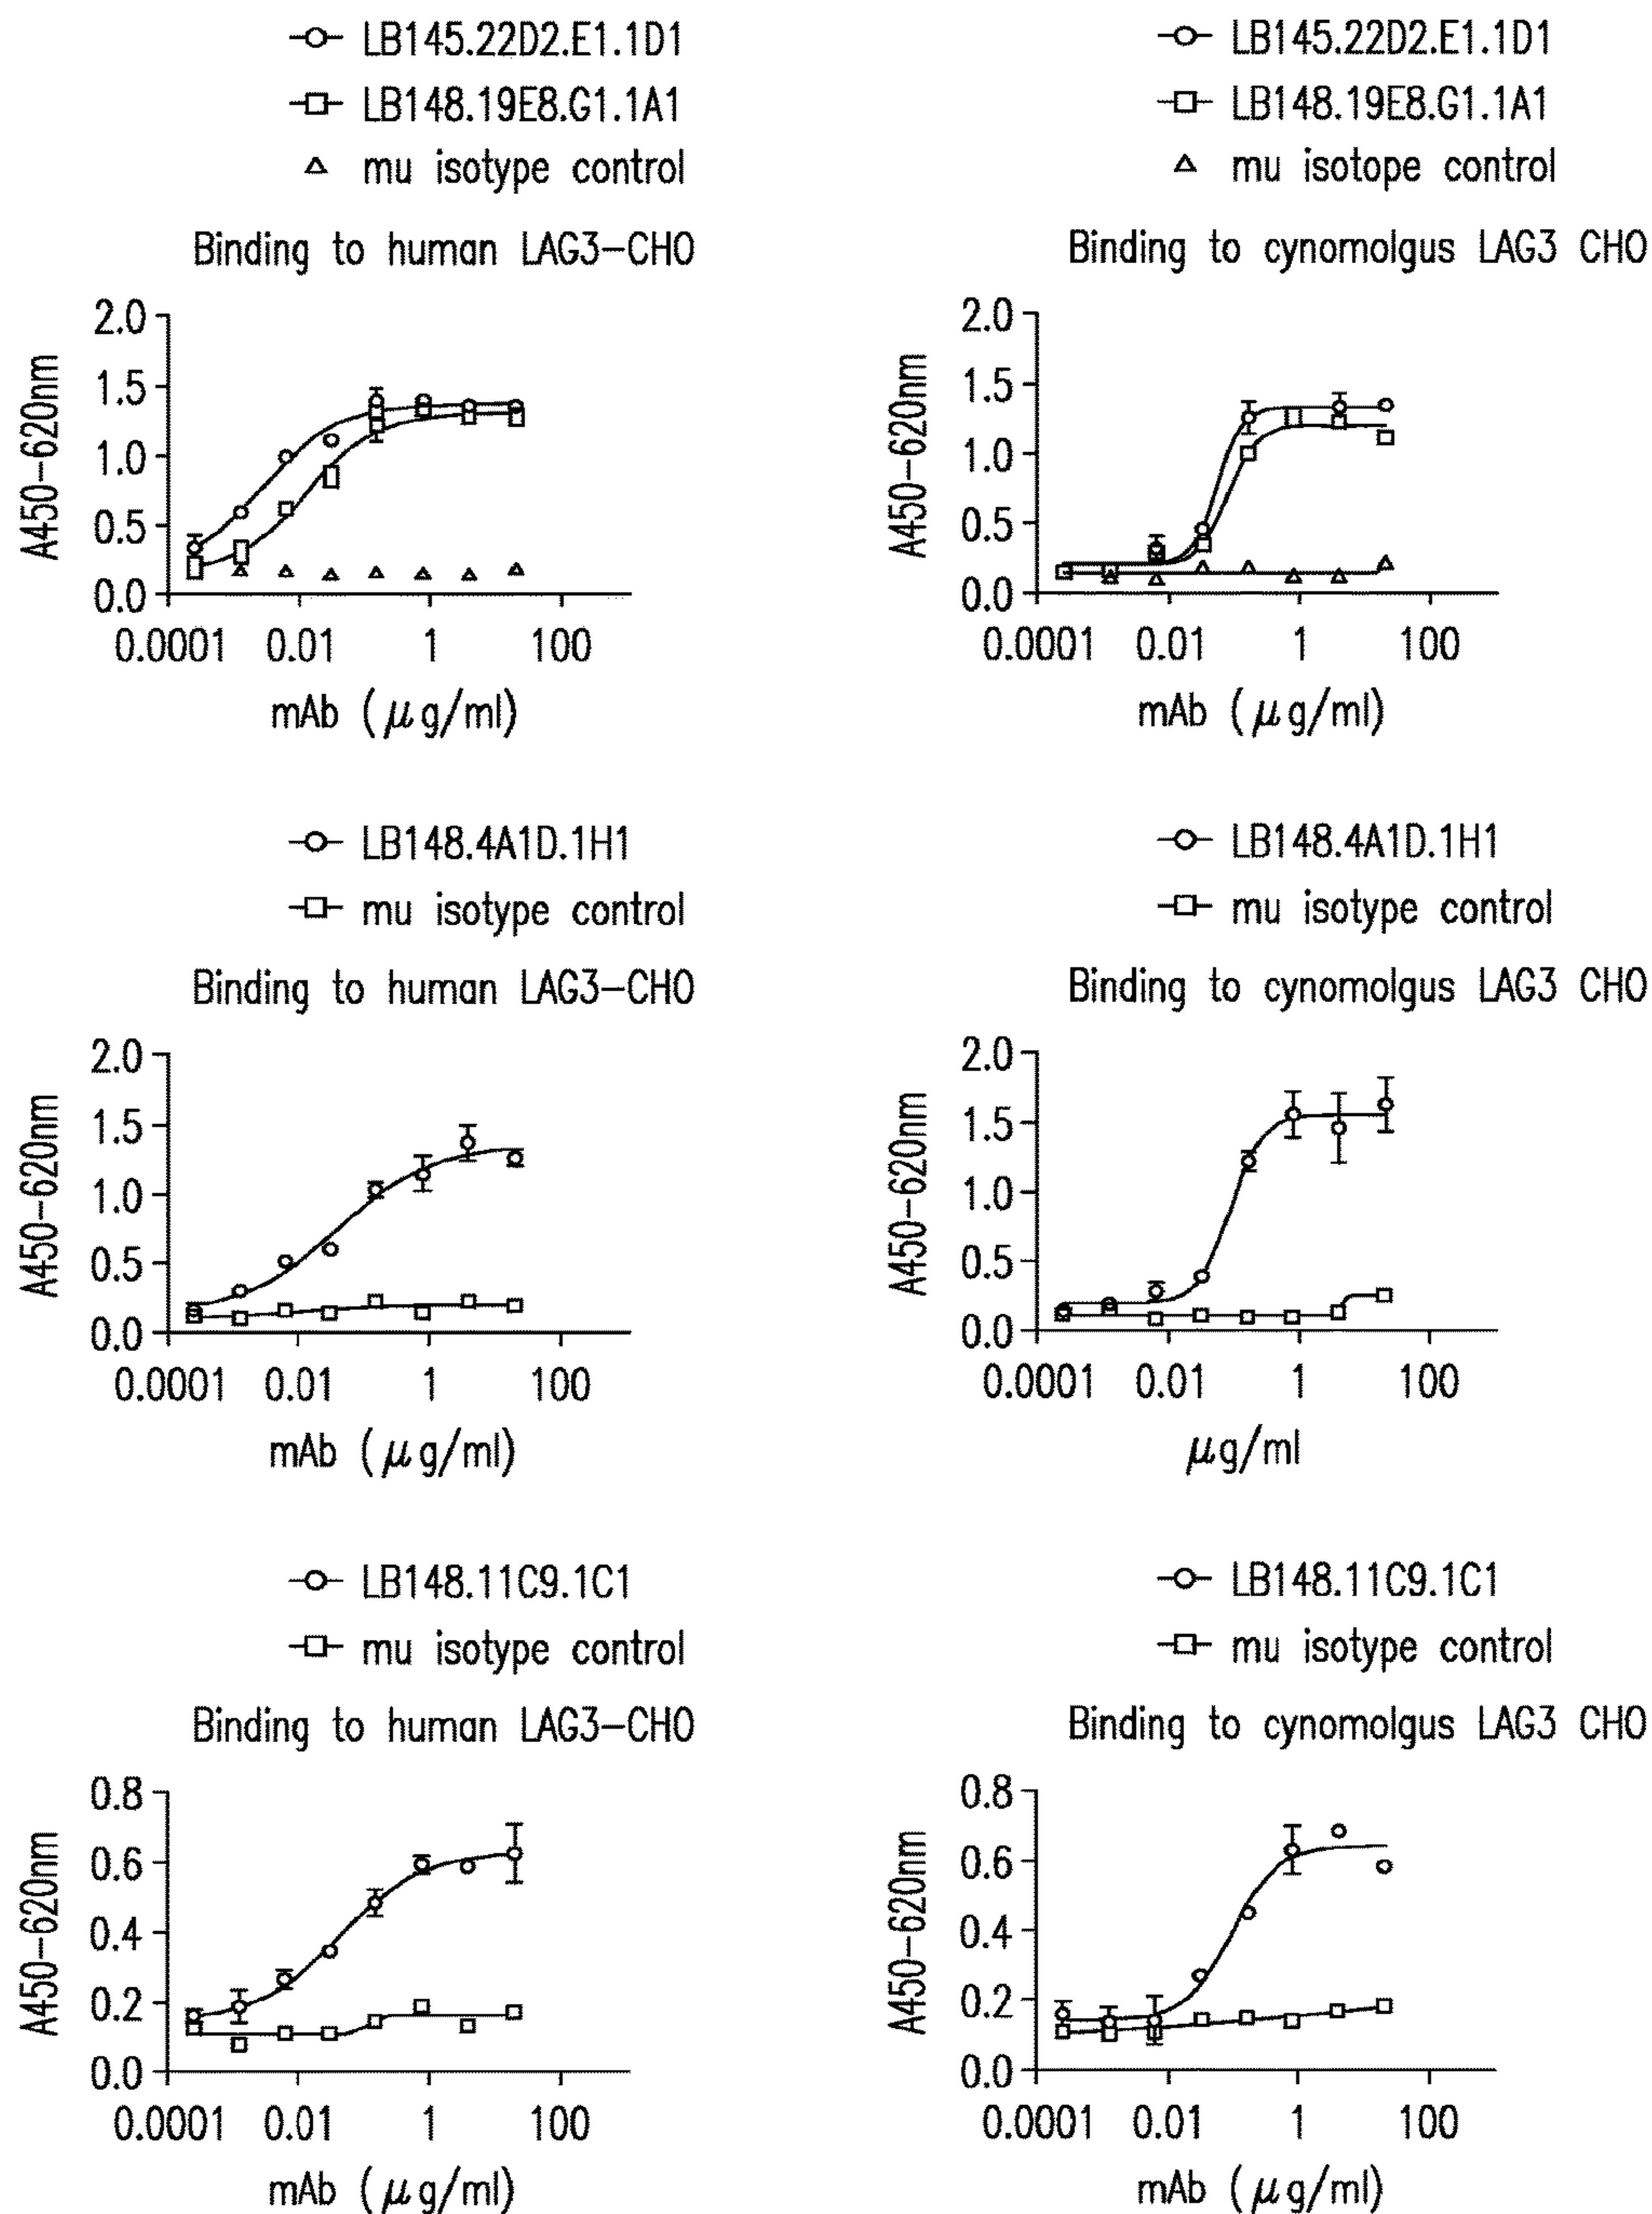 LB145.22D2.E1.1D1
LB148.19E8.G1.1A1
mu isotype control
Binding to human LAG3-CHO
A450-620nm
2.0
1.5
1.0
0.5
0.0
0.0001 0.01 1 100
mAb (μg/ml)
LB145.22D2.E1.1D1
LB148.19E8.G1.1A1
mu isotope control
Binding to cynomolgus LAG3 CHO
A450-620nm
2.0
1.5
1.0
0.5
0.0
0.0001 0.01 1 100
mAb (μg/ml)
LB148.4A1D.1H1
mu isotype control
Binding to human LAG3-CHO
A450-620nm
2.0
1.5
1.0
0.5
0.0
0.0001 0.01 1 100
mAb (μg/ml)
LB148.4A1D.1H1
mu isotype control
Binding to cynomolgus LAG3 CHO
A450-620nm
2.0
1.5
1.0
0.5
0.0
0.0001 0.01 1 100
μg/ml
LB148.11C9.1C1
mu isotype control
Binding to human LAG3-CHO
A450-620nm
0.8
0.6
0.4
0.2
0.0
0.0001 0.01 1 100
mAb (μg/ml)
LB148.11C9.1C1
mu isotype control
Binding to cynomolgus LAG3 CHO
A450-620nm
0.8
0.6
0.4
0.2
0.0
0.0001 0.01 1 100
mAb (μg/ml)